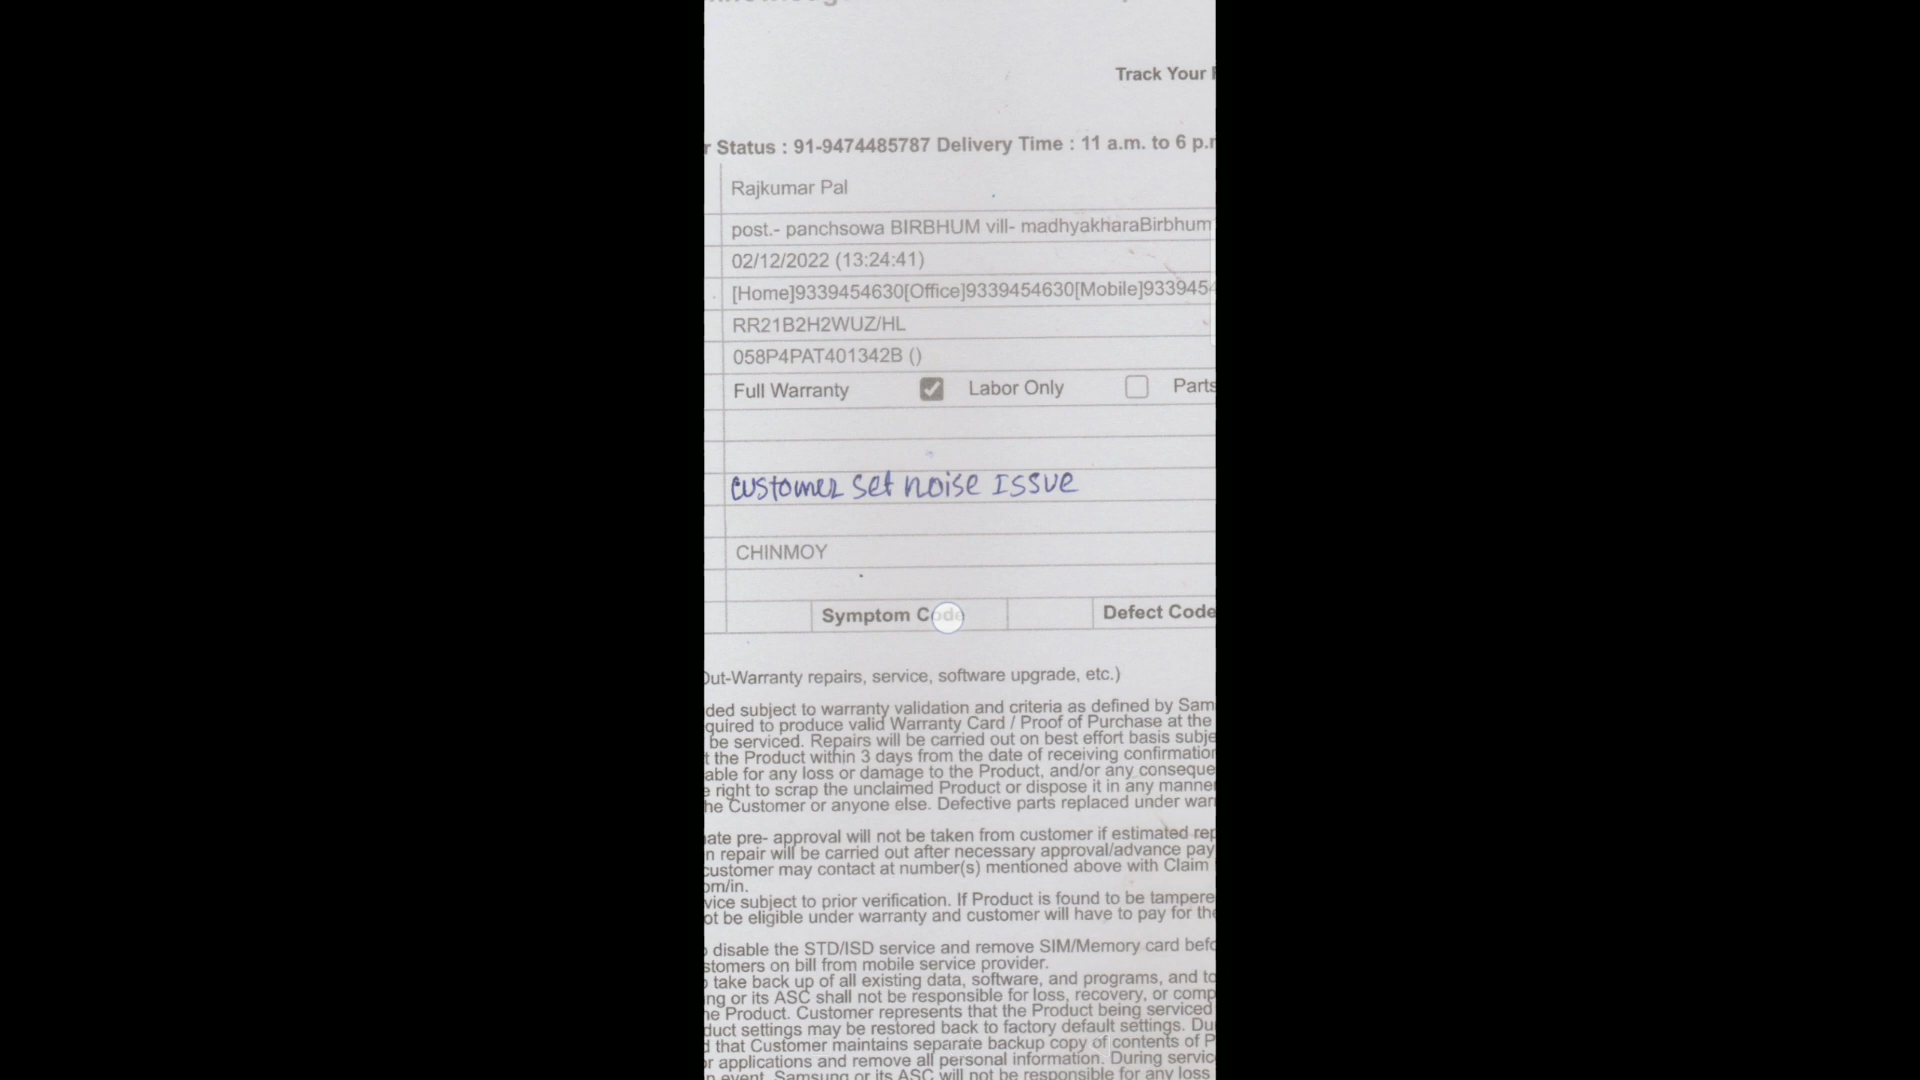 Track Your
Status : 91-9474485787 Delivery Time : 11 a.m. to 6 p.
Rajkumar Pal
post.- panchsowa BIRBHUM vill- madhyakharaBirbhum
02/12/2022 (13:24:41)
[Home]9339454630[Office]9339454630[Mobile]933945
RR21B2H2WUZ/HL
058P4PAT401342B ()
Full Warranty Labor Only Parts
customer set noise ISSUE
CHINMOY
Symptom Code Defect Code
Out-Warranty repairs, service, software upgrade, etc.)
ded subject to warranty validation and criteria as defined by Sam
quired to produce valid Warranty Card / Proof of Purchase at the
be serviced. Repairs will be carried out on best effort basis subje
t the Product within 3 days from the date of receiving confirmation
able for any loss or damage to the Product, and/or any conseque
e right to scrap the unclaimed Product or dispose it in any manner
he Customer or anyone else. Defective parts replaced under war
ate pre- approval will not be taken from customer if estimated rep
n repair will be carried out after necessary approval/advance pay
customer may contact at number(s) mentioned above with Claim
om/in.
vice subject to prior verification. If Product is found to be tampere
ot be eligible under warranty and customer will have to pay for the
disable the STD/ISD service and remove SIM/Memory card befo
stomers on bill from mobile service provider.
take back up of all existing data, software, and programs, and to
ng or its ASC shall not be responsible for loss, recovery, or comp
he Product. Customer represents that the Product being serviced
duct settings may be restored back to factory default settings. Du
d that Customer maintains separate backup copy of contents of P
r applications and remove all personal information. During servic
event, Samsung or its ASC will not be responsible for any loss